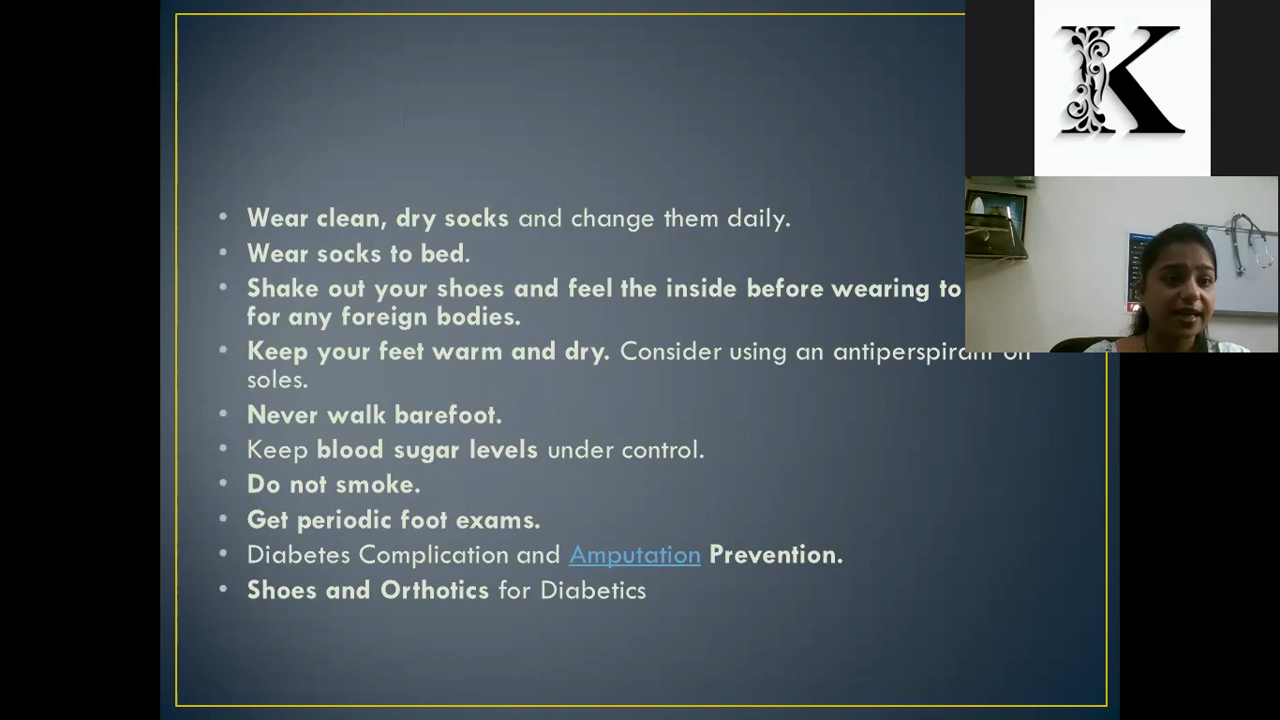 K
• Wear clean, dry socks and change them daily.
• Wear socks to bed.
• Shake out your shoes and feel the inside before wearing to
for any foreign bodies.
• Keep your feet warm and dry. Consider using an antiperspirant on
soles.
• Never walk barefoot.
• Keep blood sugar levels under control.
• Do not smoke.
• Get periodic foot exams.
• Diabetes Complication and Amputation Prevention.
• Shoes and Orthotics for Diabetics